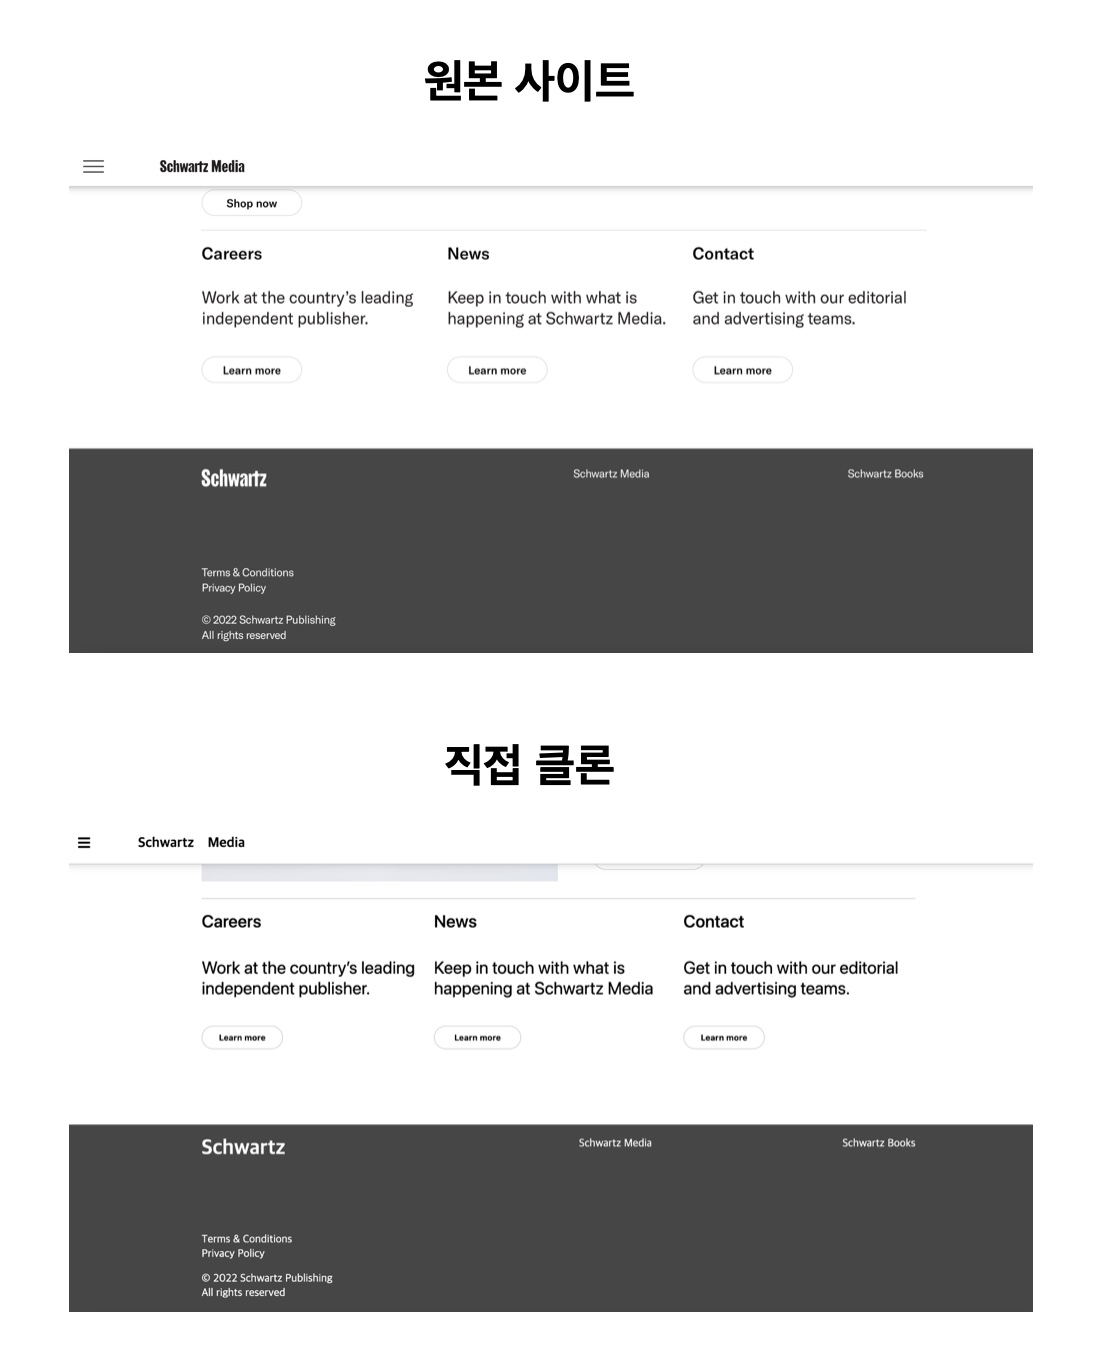 원본 사이트
Schwartz Media
Shop now
Careers
News
Contact
Work at the country’s leading
independent publisher.
Keep in touch with what is
happening at Schwartz Media.
Get in touch with our editorial
and advertising teams.
Learn more
Learn more
Learn more
Schwartz
Schwartz Media
Schwartz Books
Terms & Conditions
Privacy Policy
© 2022 Schwartz Publishing
All rights reserved
직접 클론
Schwartz Media
Careers
News
Contact
Work at the country’s leading
independent publisher.
Keep in touch with what is
happening at Schwartz Media
Get in touch with our editorial
and advertising teams.
Learn more
Learn more
Learn more
Schwartz
Schwartz Media
Schwartz Books
Terms & Conditions
Privacy Policy
© 2022 Schwartz Publishing
All rights reserved